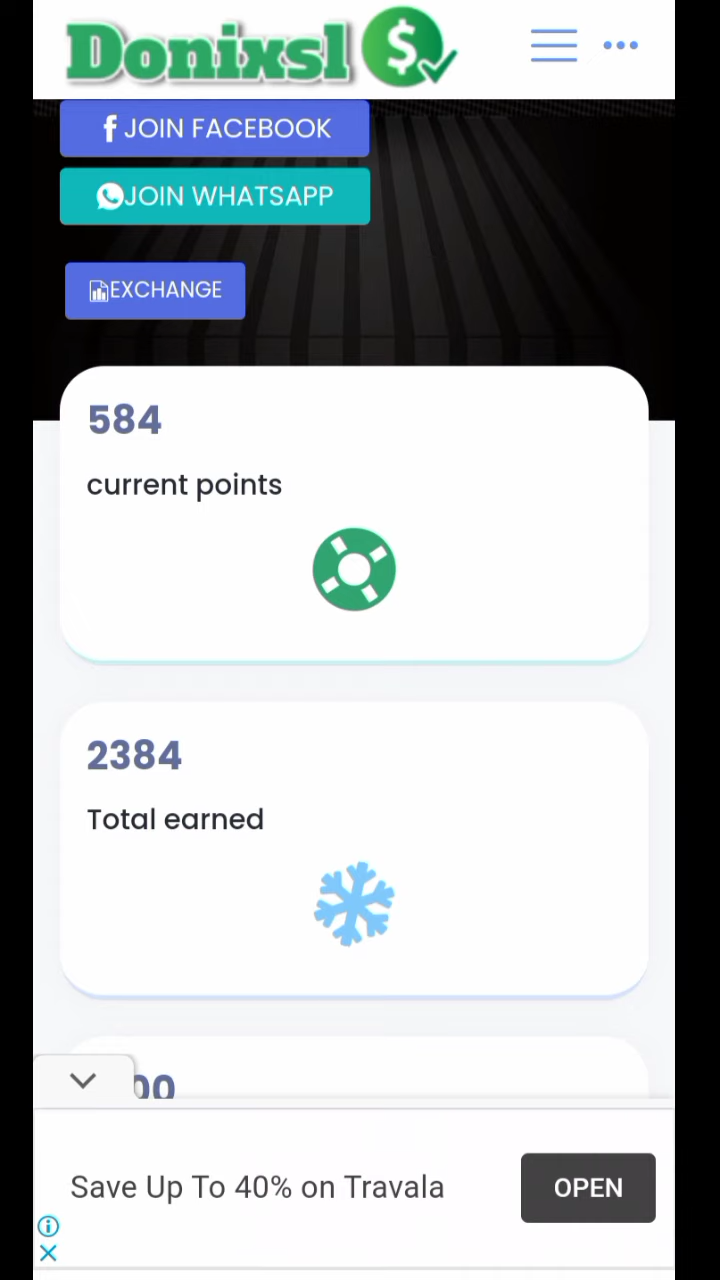 Donixsl
JOIN FACEBOOK
JOIN WHATSAPP
EXCHANGE
584
current points
2384
Total earned
Save Up To 40% on Travala
OPEN